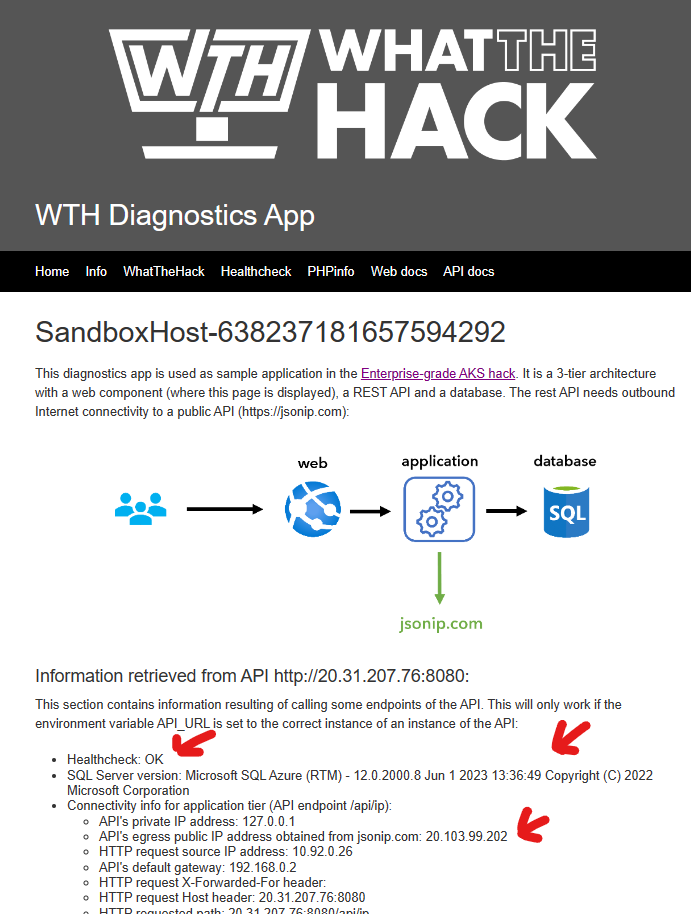 WTH WHAT THE
HACK
WTH Diagnostics App
Home Info WhatTheHack Healthcheck PHPinfo Web docs API docs
SandboxHost-638237181657594292
This diagnostics app is used as sample application in the Enterprise-grade AKS hack. It is a 3-tier architecture
with a web component (where this page is displayed), a REST API and a database. The rest API needs outbound
Internet connectivity to a public API (https://jsonip.com):
web application database
SQL
jsonip.com
Information retrieved from API http://20.31.207.76:8080:
This section contains information resulting of calling some endpoints of the API. This will only work if the
environment variable API_URL is set to the correct instance of an instance of the API:
• Healthcheck: OK
• SQL Server version: Microsoft SQL Azure (RTM) - 12.0.2000.8 Jun 1 2023 13:36:49 Copyright (C) 2022
Microsoft Corporation
• Connectivity info for application tier (API endpoint /api/ip):
◦ API's private IP address: 127.0.0.1
◦ API's egress public IP address obtained from jsonip.com: 20.103.99.202
◦ HTTP request source IP address: 10.92.0.26
◦ API's default gateway: 192.168.0.2
◦ HTTP request X-Forwarded-For header:
◦ HTTP request Host header: 20.31.207.76:8080
◦ HTTP requested path: 20.31.207.76:8080/api/ip